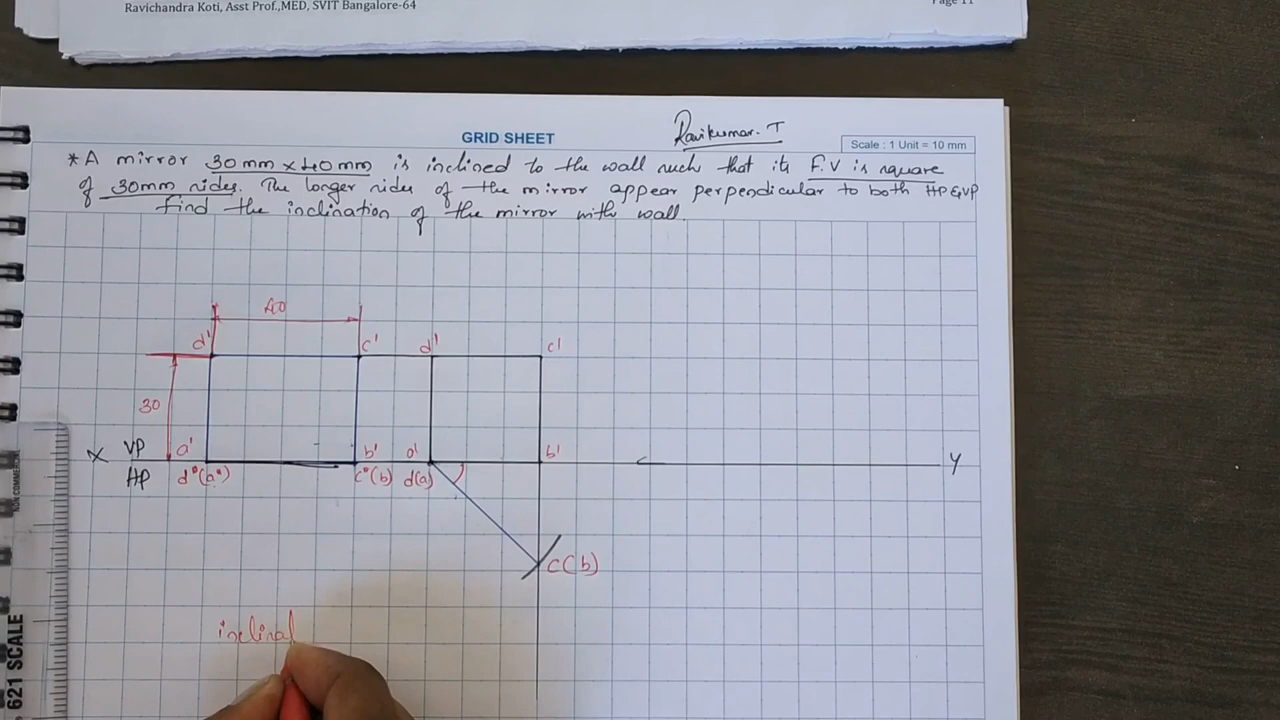 Ravichandra Koti, Asst Prof.,MED, SVIT Bangalore-64
Page 11
GRID SHEET
Ravikumar. T
Scale : 1 Unit = 10 mm
* A mirror 30mm x 40mm is inclined to the wall such that its F.V is square
of 30mm sides. The longer sides of the mirror appear perpendicular to both HP & VP
find the inclination of the mirror with wall.
40
d' c' d' c'
30
X VP a' b' a' b' Y
HP d°(a°) c°(b) d(a)
c(b)
inclinat
621 SCALE